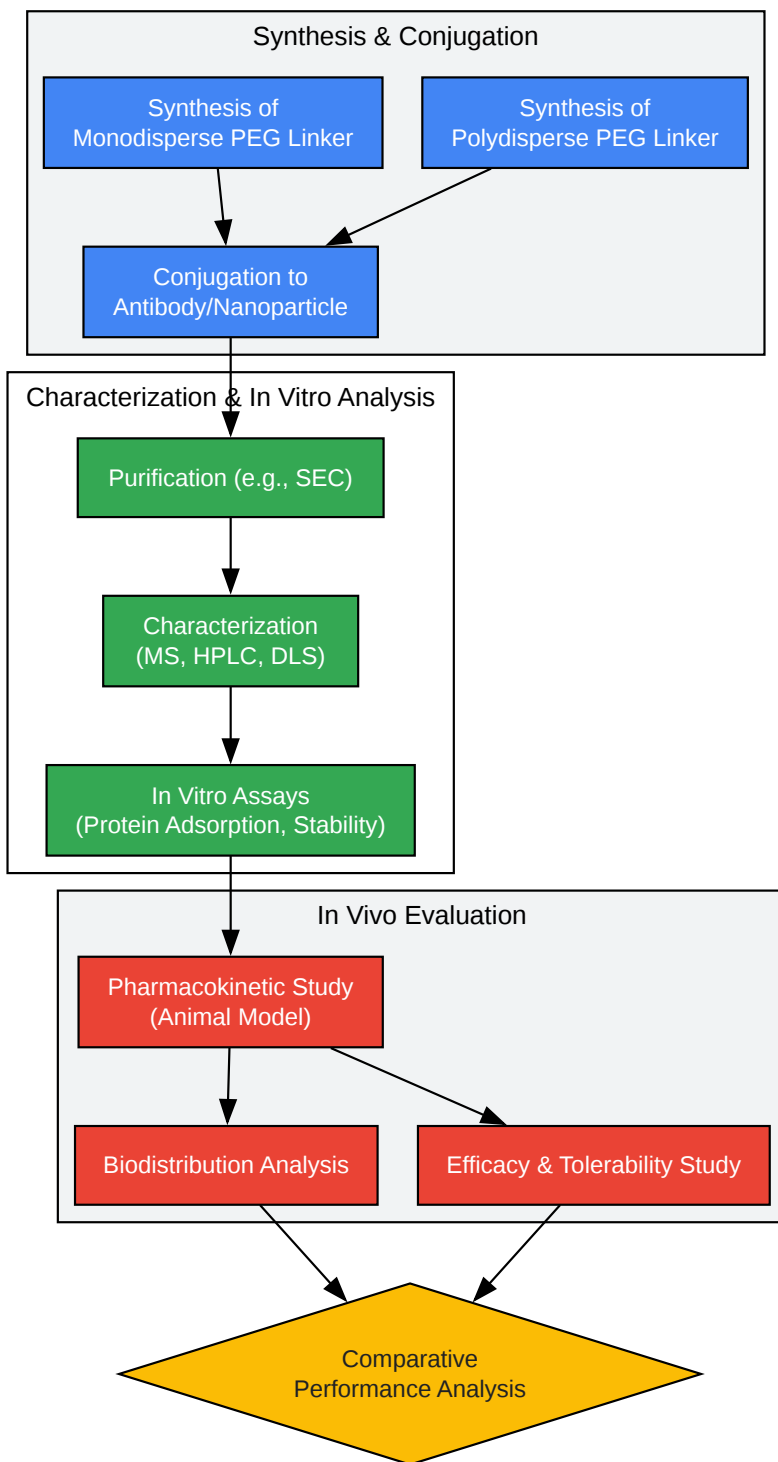 Synthesis & Conjugation
Synthesis of
Monodisperse PEG Linker
Synthesis of
Polydisperse PEG Linker
Conjugation to
Antibody/Nanoparticle
Characterization & In Vitro Analysis
Purification (e.g., SEC)
Characterization
(MS, HPLC, DLS)
In Vitro Assays
(Protein Adsorption, Stability)
In Vivo Evaluation
Pharmacokinetic Study
(Animal Model)
Biodistribution Analysis
Efficacy & Tolerability Study
Comparative
Performance Analysis